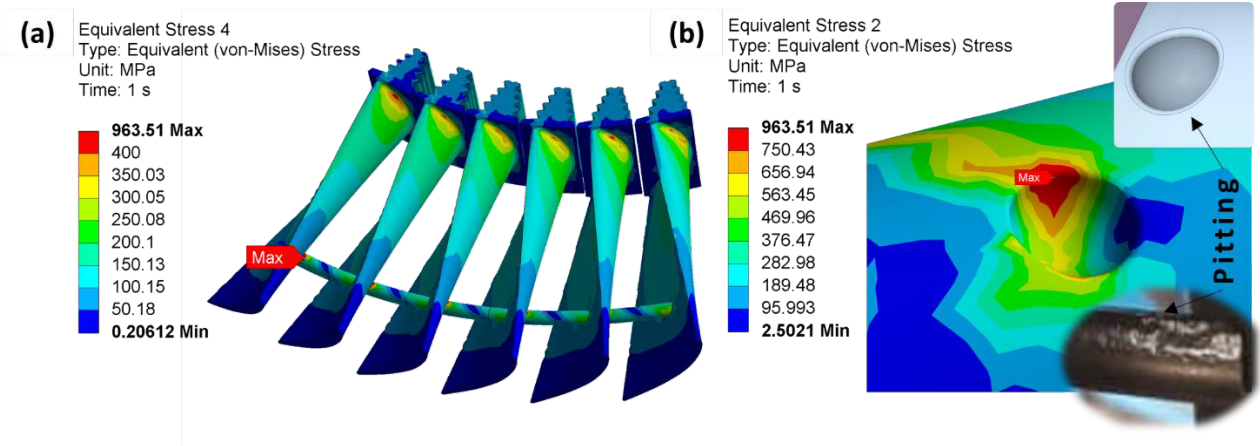 (a)
Equivalent Stress 4
Type: Equivalent (von-Mises) Stress
Unit: MPa
Time: 1 s
963.51 Max
400
350.03
300.05
250.08
200.1
150.13
100.15
50.18
0.20612 Min
Max
(b)
Equivalent Stress 2
Type: Equivalent (von-Mises) Stress
Unit: MPa
Time: 1 s
963.51 Max
750.43
656.94
563.45
469.96
376.47
282.98
189.48
95.993
2.5021 Min
Max
Pitting